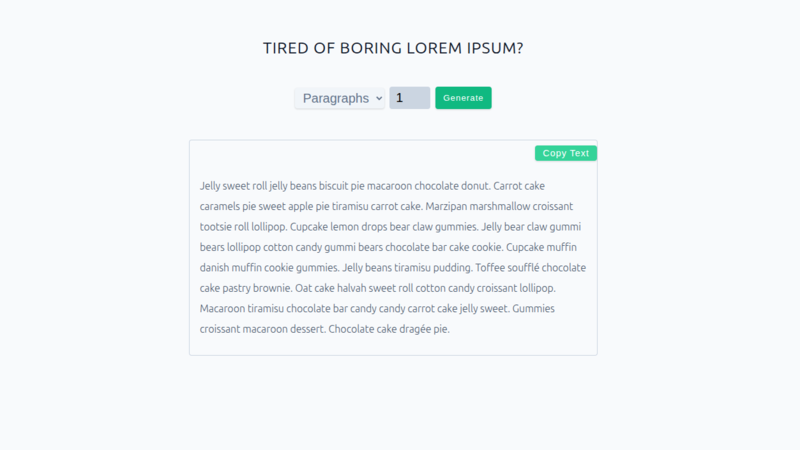 TIRED OF BORING LOREM IPSUM?
Paragraphs 1 Generate
Copy Text
Jelly sweet roll jelly beans biscuit pie macaroon chocolate donut. Carrot cake
caramels pie sweet apple pie tiramisu carrot cake. Marzipan marshmallow croissant
tootsie roll lollipop. Cupcake lemon drops bear claw gummies. Jelly bear claw gummi
bears lollipop cotton candy gummi bears chocolate bar cake cookie. Cupcake muffin
danish muffin cookie gummies. Jelly beans tiramisu pudding. Toffee soufflé chocolate
cake pastry brownie. Oat cake halvah sweet roll cotton candy croissant lollipop.
Macaroon tiramisu chocolate bar candy candy carrot cake jelly sweet. Gummies
croissant macaroon dessert. Chocolate cake dragée pie.